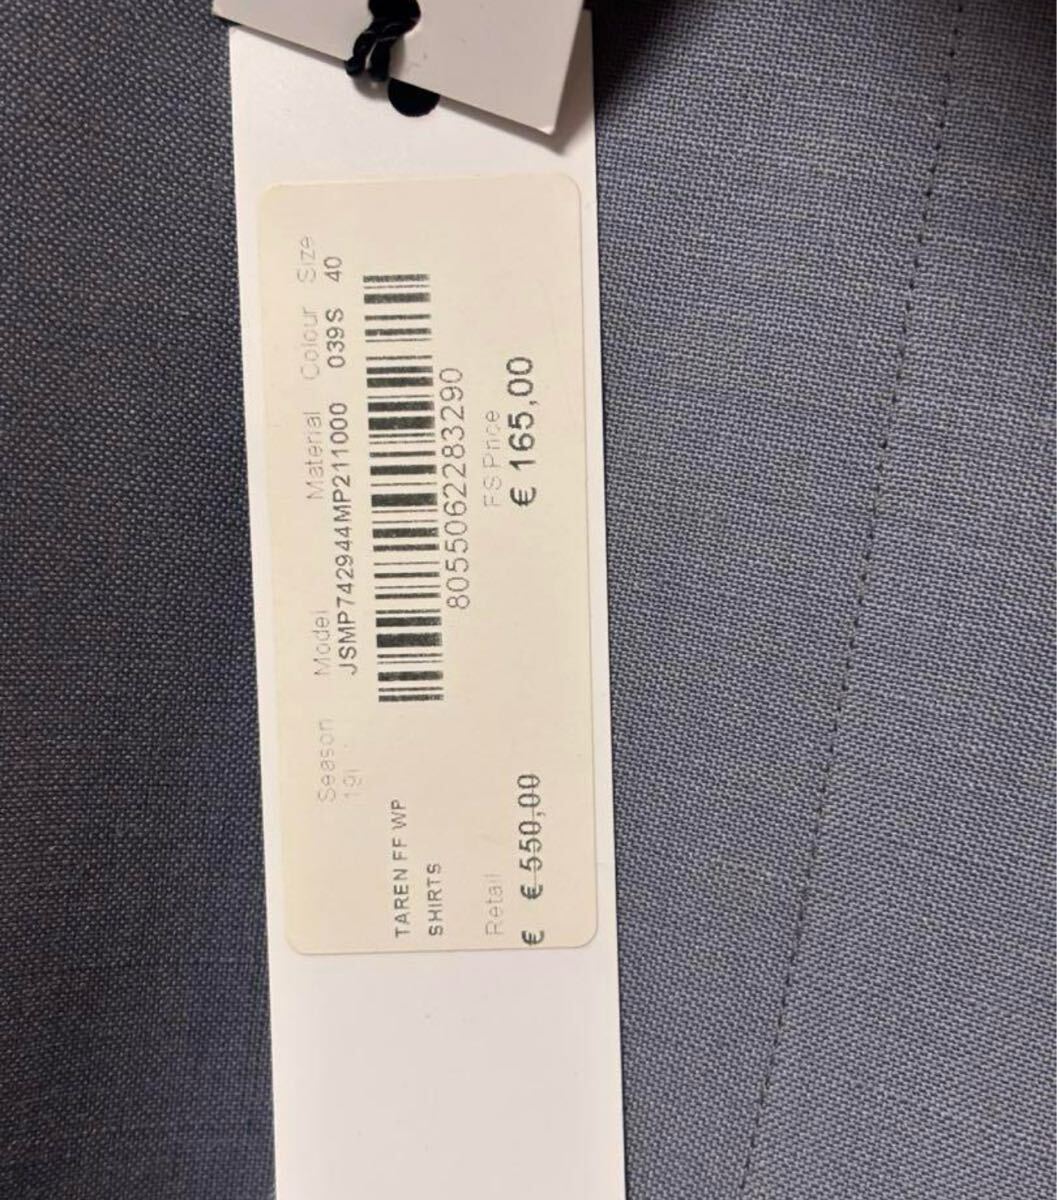 Season Model Material Colour Size
19I JSMP742944MP211000 039S 40
TAREN FF WP
SHIRTS
8055062283290
Retail FS Price
€ € 550,00 € 165,00